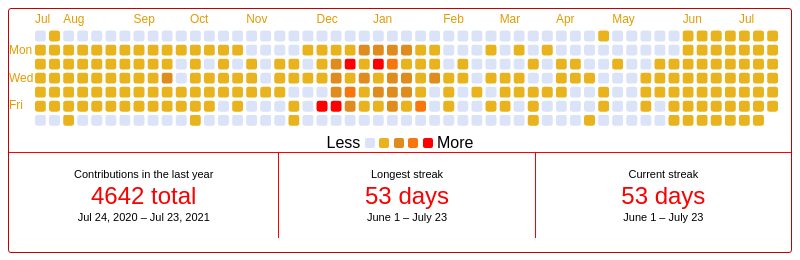 Jul Aug Sep Oct Nov Dec Jan Feb Mar Apr May Jun Jul
Mon
Wed
Fri
Less More
Contributions in the last year
4642 total
Jul 24, 2020 – Jul 23, 2021
Longest streak
53 days
June 1 – July 23
Current streak
53 days
June 1 – July 23